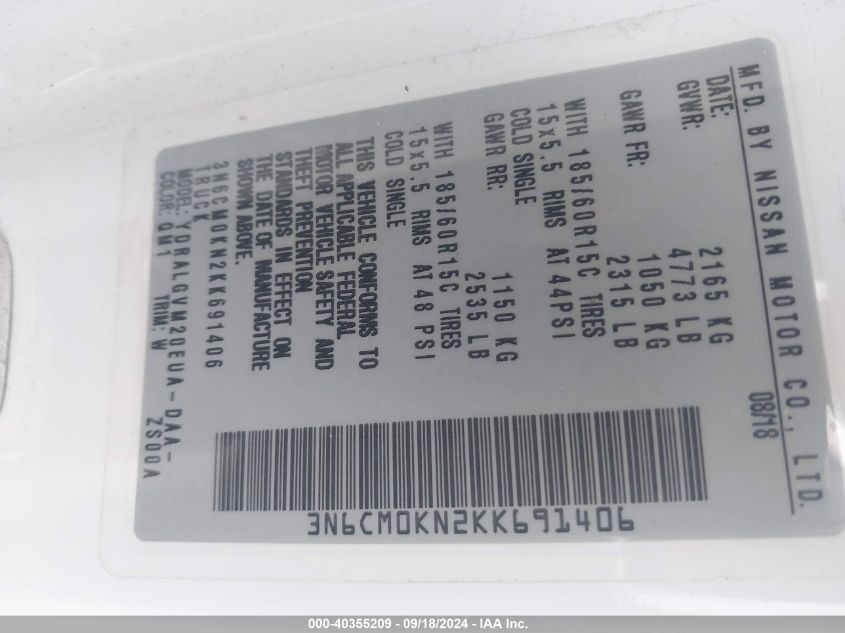 MFD. BY NISSAN MOTOR CO., LTD.
DATE: 08/18
GVWR: 2165 KG
4773 LB
GAWR FR: 1050 KG
2315 LB
WITH 185/60R15C TIRES
15x5.5 RIMS AT 44PSI
COLD SINGLE
GAWR RR: 1150 KG
2535 LB
WITH 185/60R15C TIRES
15x5.5 RIMS AT 48 PSI
COLD SINGLE
THIS VEHICLE CONFORMS TO
ALL APPLICABLE FEDERAL
MOTOR VEHICLE SAFETY AND
THEFT PREVENTION
STANDARDS IN EFFECT ON
THE DATE OF MANUFACTURE
SHOWN ABOVE.
3N6CM0KN2KK691406
TRUCK
MODEL: YDRALGVM20EUA-DAA-
ZS00A
COLOR: QM1 TRIM: W
3N6CM0KN2KK691406
000-40355209 - 09/18/2024 - IAA Inc.